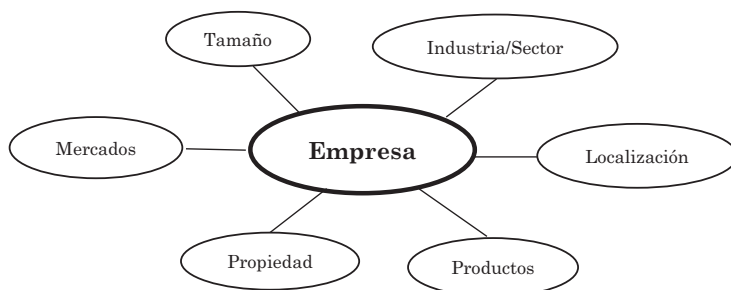 Tamaño
Industria/Sector
Mercados
Empresa
Localización
Propiedad
Productos